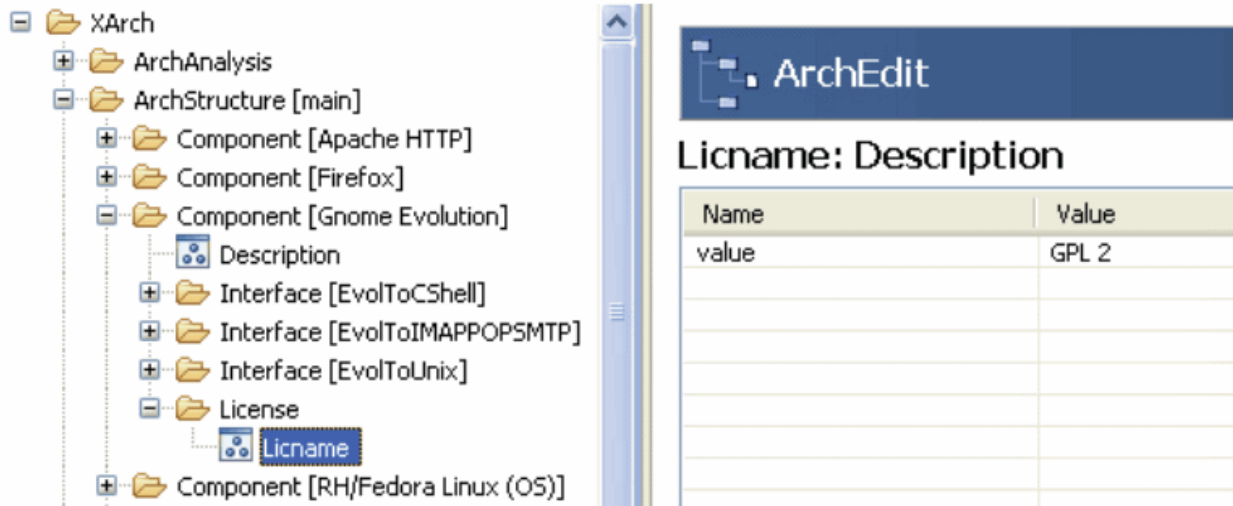 XArch
ArchAnalysis
ArchStructure [main]
Component [Apache HTTP]
Component [Firefox]
Component [Gnome Evolution]
Description
Interface [EvolToCShell]
Interface [EvolToIMAPPOPSMTP]
Interface [EvolToUnix]
License
Licname
Component [RH/Fedora Linux (OS)]
ArchEdit
Licname: Description
Name Value
value GPL 2